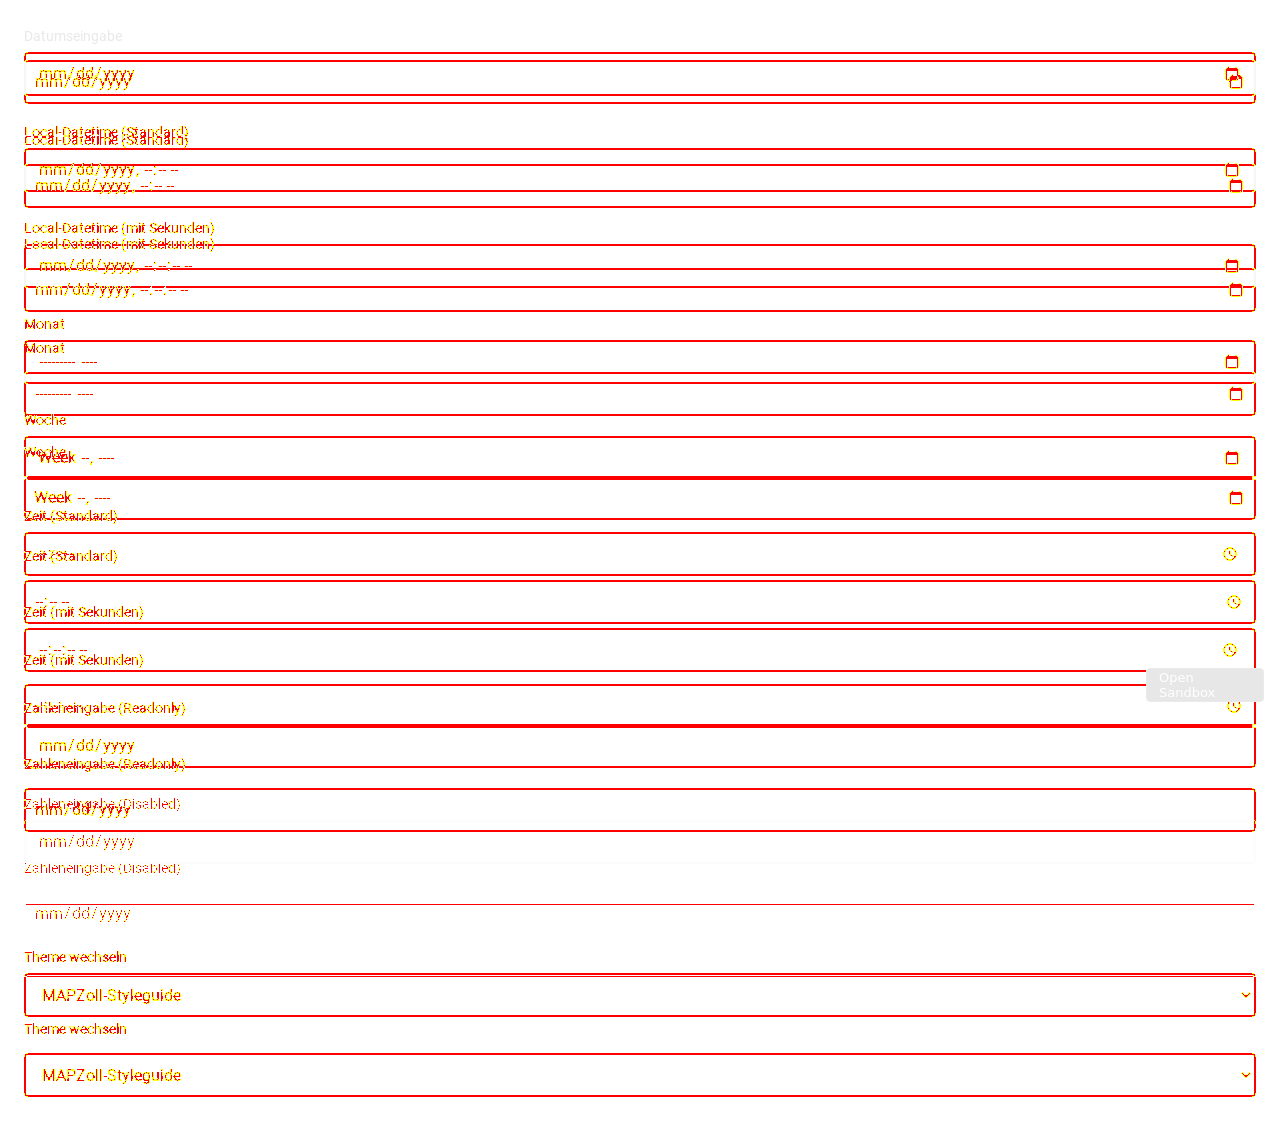 Datumseingabe
mm/dd/yyyy
mm/dd/yyyy
Local-Datetime (Standard)
Local-Datetime (Standard)
mm/dd/yyyy, --:-- --
mm/dd/yyyy, --:-- --
Local-Datetime (mit Sekunden)
Local-Datetime (mit Sekunden)
mm/dd/yyyy, --:--:-- --
mm/dd/yyyy, --:--:-- --
Monat
Monat
--------- ----
--------- ----
Woche
Woche
Week --, ----
Week --, ----
Zeit (Standard)
Zeit (Standard)
--:-- --
Zeit (mit Sekunden)
--:--:-- --
Zeit (mit Sekunden)
Open
Sandbox
Zahleneingabe (Readonly)
mm/dd/yyyy
Zahleneingabe (Readonly)
Zahleneingabe (Disabled)
mm/dd/yyyy
mm/dd/yyyy
Zahleneingabe (Disabled)
mm/dd/yyyy
Theme wechseln
MAPZoll-Styleguide
Theme wechseln
MAPZoll-Styleguide